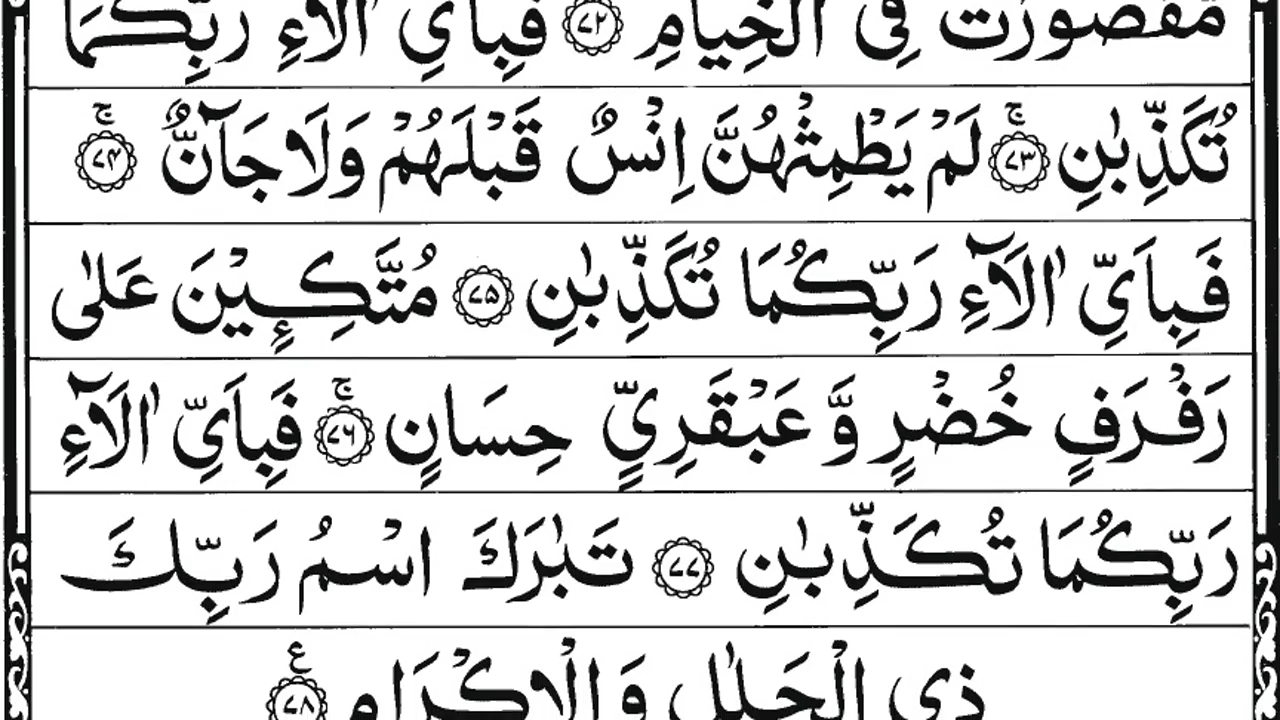 مَّقْصُوْرٰتٌ فِی الْخِیَامِ ﴿۷۲﴾ فَبِاَیِّ اٰلَآءِ رَبِّكُمَا
تُكَذِّبٰنِ ۚ﴿۷۳﴾ لَمْ یَطْمِثْهُنَّ اِنْسٌ قَبْلَهُمْ وَلَا جَآنٌّ ۚ﴿۷۴﴾
فَبِاَیِّ اٰلَآءِ رَبِّكُمَا تُكَذِّبٰنِ ﴿۷۵﴾ مُتَّكِـِٕیْنَ عَلٰی
رَفْرَفٍ خُضْرٍ وَّ عَبْقَرِیٍّ حِسَانٍ ۚ﴿۷۶﴾ فَبِاَیِّ اٰلَآءِ
رَبِّكُمَا تُكَذِّبٰنِ ﴿۷۷﴾ تَبٰرَكَ اسْمُ رَبِّكَ
ذِی الْجَلٰلِ وَ الْاِكْرَامِ ﴿۷۸﴾ ع